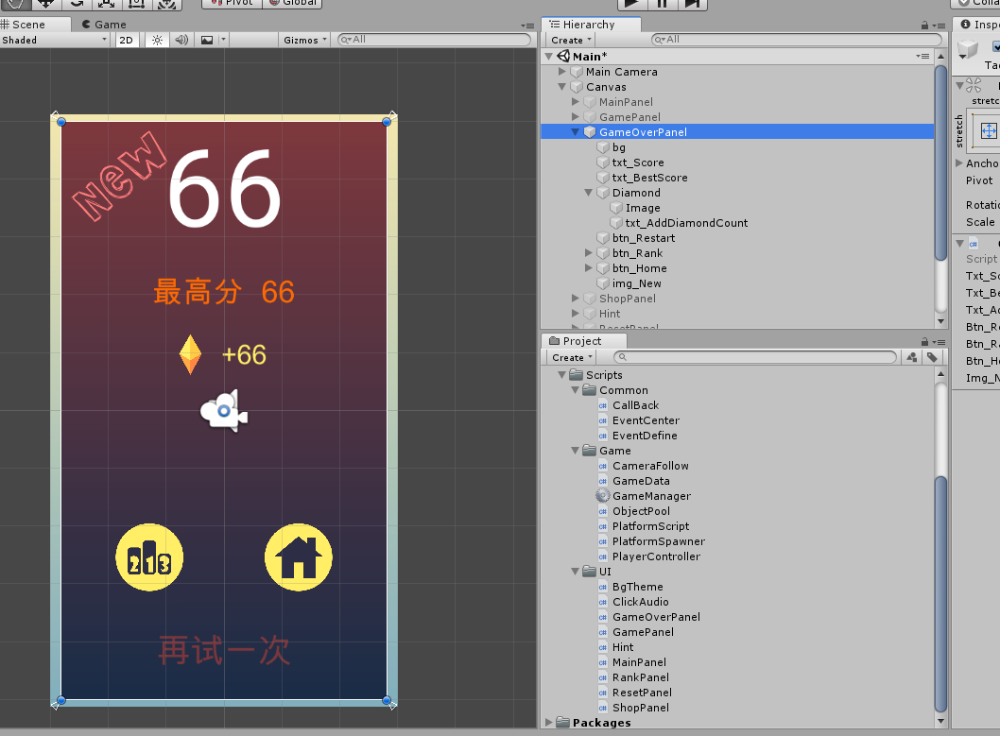 Pivot
Global
Colla
Scene
Game
Shaded
2D
Gizmos
All
New
66
最高分 66
+66
2 1 3
再试一次
Hierarchy
Create
All
Main*
Main Camera
Canvas
MainPanel
GamePanel
GameOverPanel
bg
txt_Score
txt_BestScore
Diamond
Image
txt_AddDiamondCount
btn_Restart
btn_Rank
btn_Home
img_New
ShopPanel
Hint
ResetPanel
Project
Create
Scripts
Common
CallBack
EventCenter
EventDefine
Game
CameraFollow
GameData
GameManager
ObjectPool
PlatformScript
PlatformSpawner
PlayerController
UI
BgTheme
ClickAudio
GameOverPanel
GamePanel
Hint
MainPanel
RankPanel
ResetPanel
ShopPanel
Packages
Inspe
Ta
stretc
stretch
Ancho
Pivot
Rotatio
Scale
Script
Txt_Sc
Txt_Be
Txt_Ad
Btn_Re
Btn_Ra
Btn_Ho
Img_N